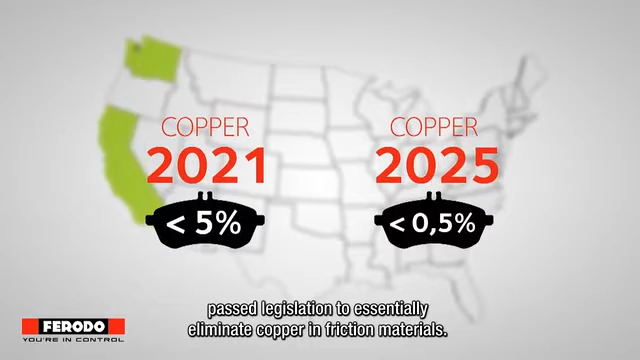 COPPER
2021
< 5%
COPPER
2025
< 0,5%
passed legislation to essentially
eliminate copper in friction materials.
FERODO
YOU'RE IN CONTROL